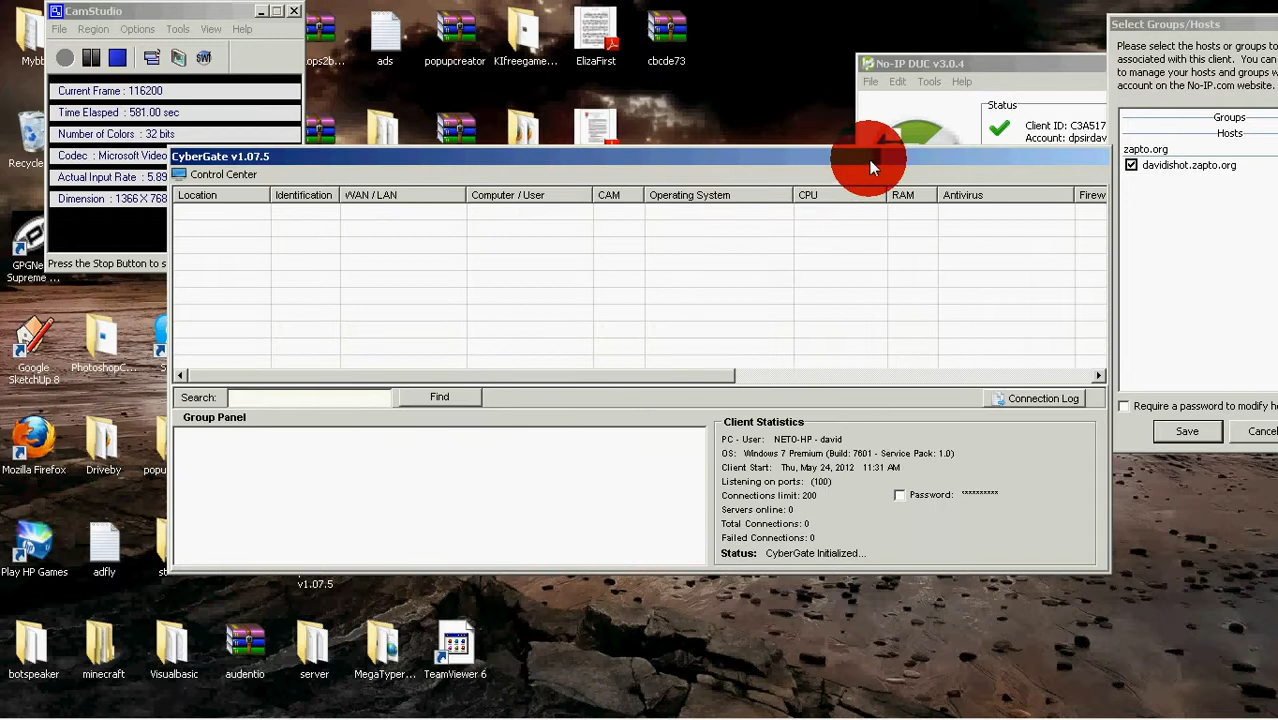 CamStudio
File Region Options Tools View Help
Current Frame : 116200
Time Elasped : 581.00 sec
Number of Colors : 32 bits
Codec : Microsoft Video
Actual Input Rate : 5.89
Dimension : 1366 X 768
Press the Stop Button to s
ads
popupcreator
KIfreegame...
ElizaFirst
cbcde73
No-IP DUC v3.0.4
File Edit Tools Help
Status
Client ID: C3A517
Account: dpsird
Select Groups/Hosts
Please select the hosts or groups to
associated with this client. You can
to manage your hosts and groups w
account on the No-IP.com website.
Groups
Hosts
zapto.org
davidishot.zapto.org
Require a password to modify h
Save Cancel
CyberGate v1.07.5
Control Center
Location Identification WAN / LAN Computer / User CAM Operating System CPU RAM Antivirus Firew
Search: Find Connection Log
Group Panel
Client Statistics
PC - User: NETO-HP - david
OS: Windows 7 Premium (Build: 7601 - Service Pack: 1.0)
Client Start: Thu, May 24, 2012 11:31 AM
Listening on ports: (100)
Connections limit: 200
Password: **********
Servers online: 0
Total Connections: 0
Failed Connections: 0
Status: CyberGate Initialized...
Recycle
GPGNe
Supreme ...
Google
SketchUp 8
PhotoshopC...
Mozilla Firefox
Driveby
popu
Play HP Games
adfly
st
v1.07.5
botspeaker
minecraft
Visualbasic
audentio
server
MegaTyper...
TeamViewer 6